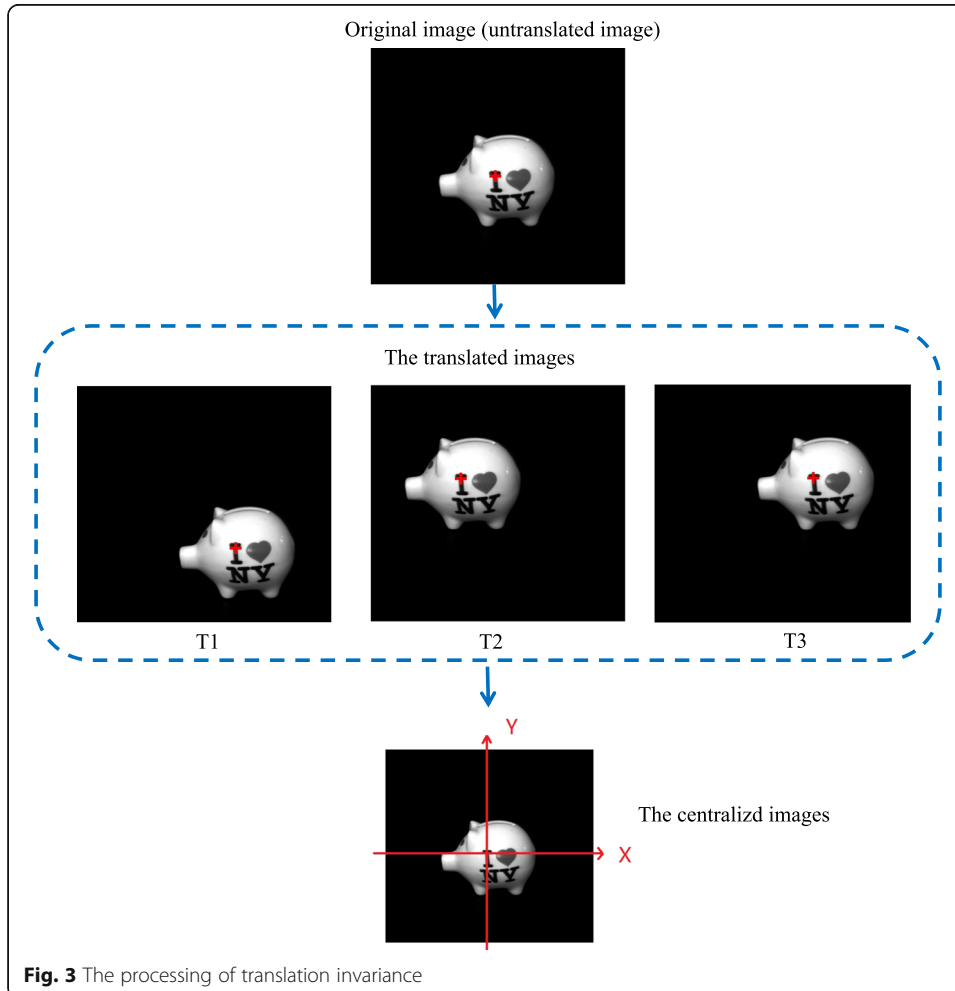 Original image (untranslated image)
I
NY
The translated images
I
NY
I
NY
I
NY
T1
T2
T3
Y
The centralizd images
X
I
NY
Fig. 3 The processing of translation invariance